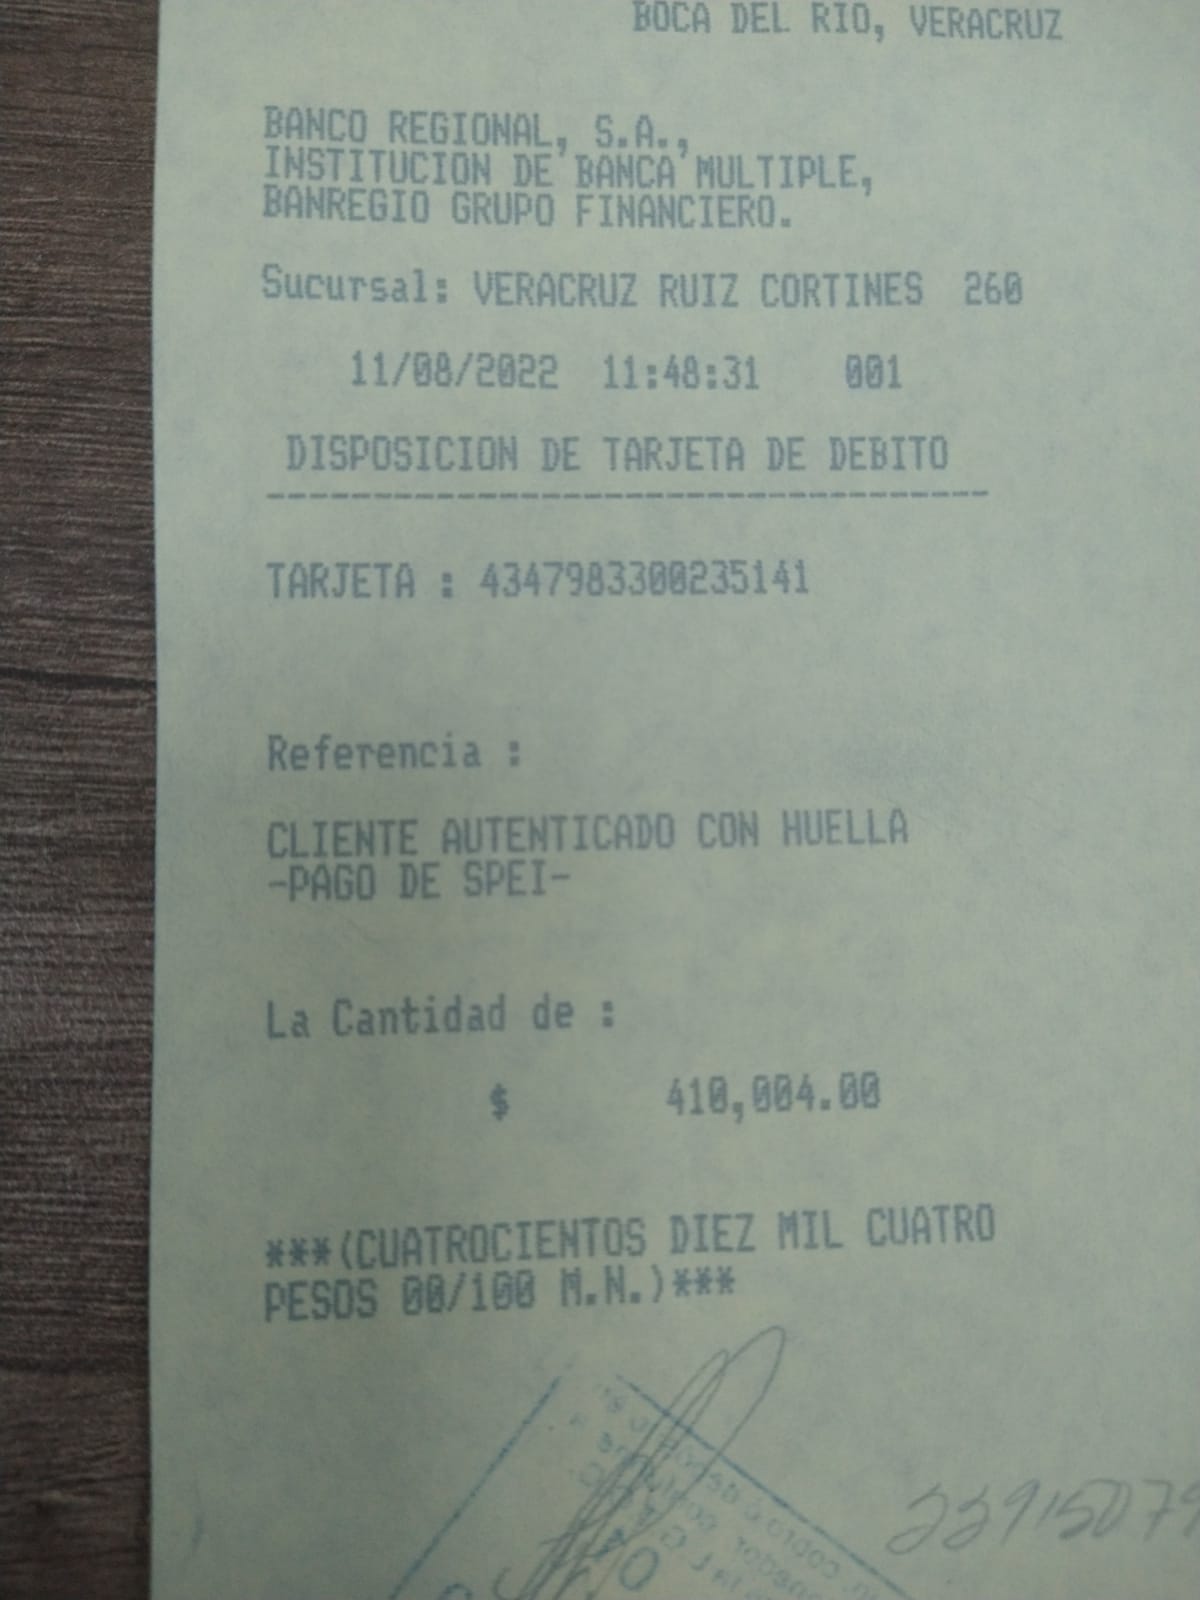 BOCA DEL RIO, VERACRUZ
BANCO REGIONAL, S.A.,
INSTITUCION DE BANCA MULTIPLE,
BANREGIO GRUPO FINANCIERO.
Sucursal: VERACRUZ RUIZ CORTINES 260
11/08/2022 11:48:31 001
DISPOSICION DE TARJETA DE DEBITO
----------------------------------
TARJETA : 4347983300235141
Referencia :
CLIENTE AUTENTICADO CON HUELLA
-PAGO DE SPEI-
La Cantidad de :
$ 410,004.00
***(CUATROCIENTOS DIEZ MIL CUATRO
PESOS 00/100 M.N.)***